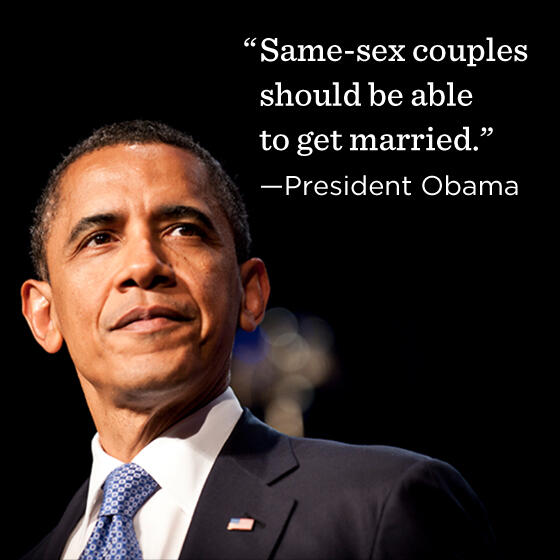 “Same-sex couples
should be able
to get married.”
—President Obama